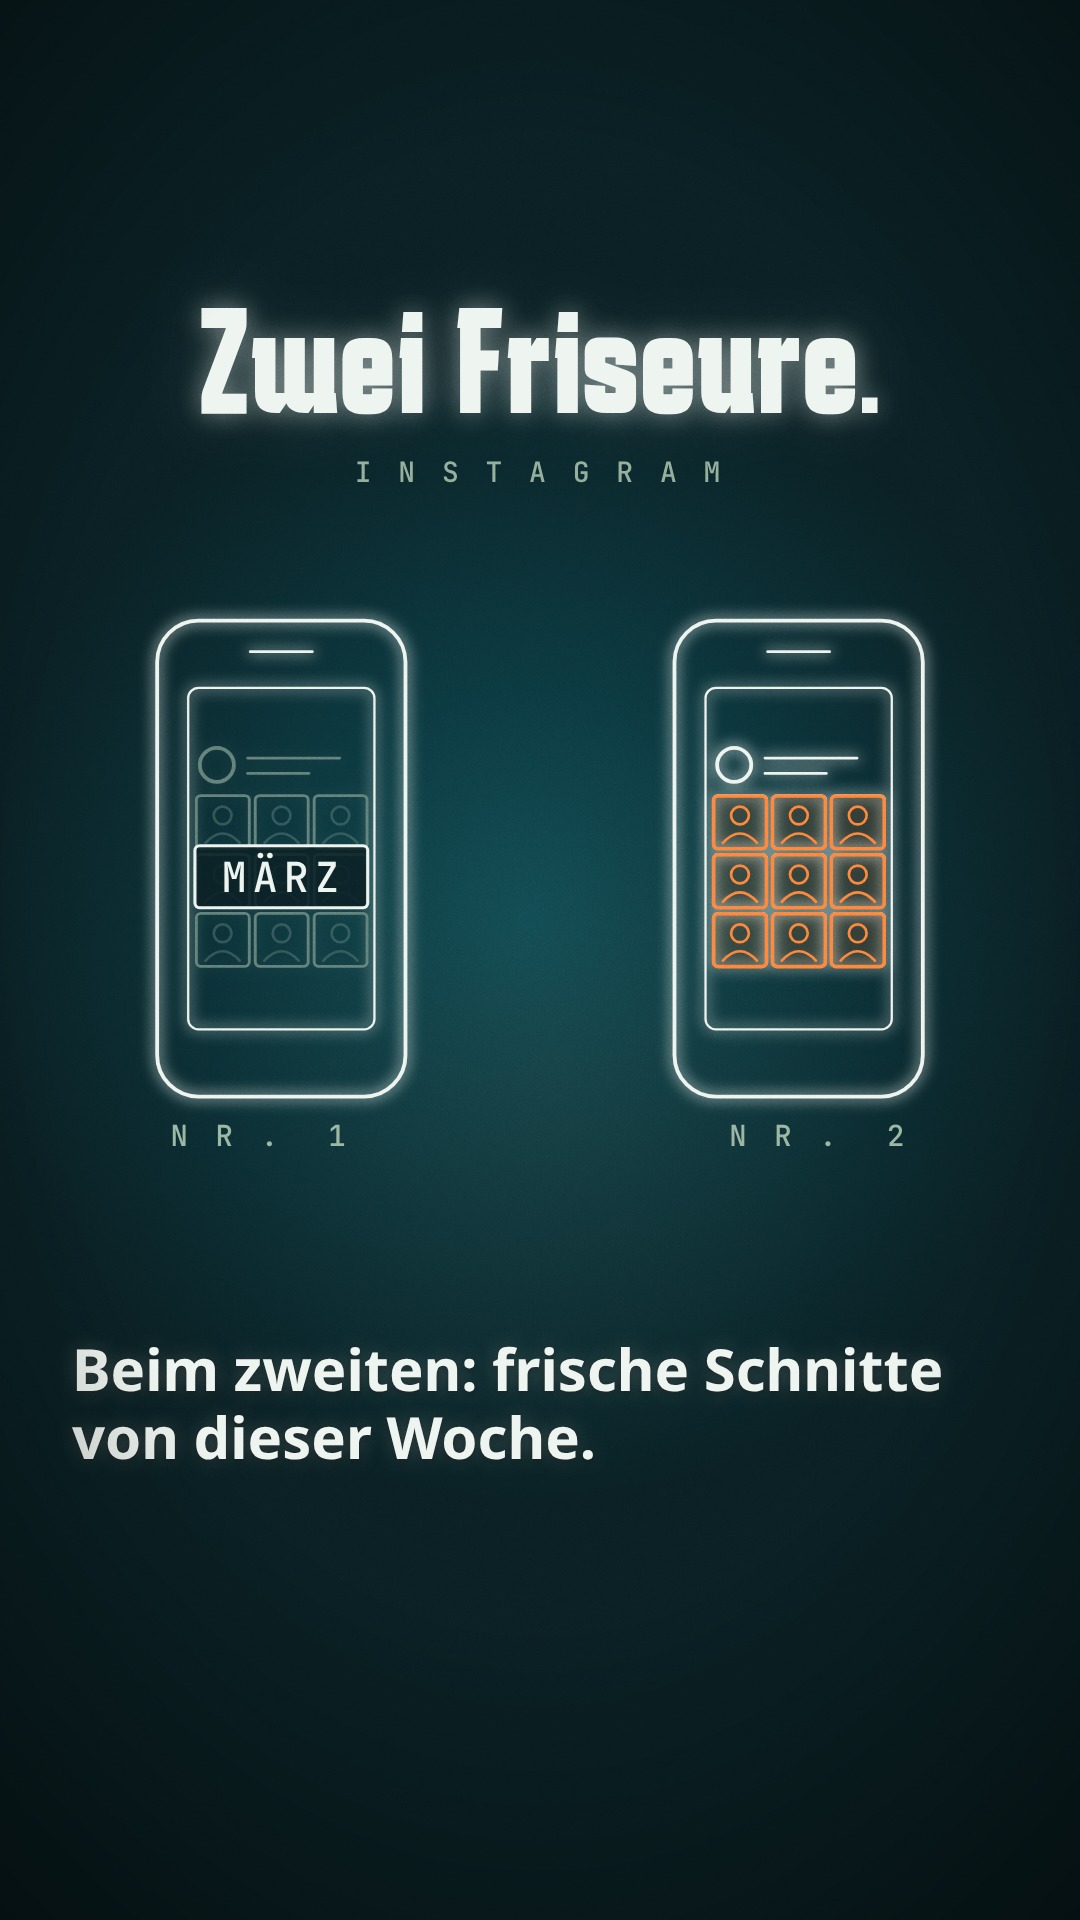 Zwei Friseure.
INSTAGRAM
MÄRZ
NR. 1
NR. 2
Beim zweiten: frische Schnitte
von dieser Woche.